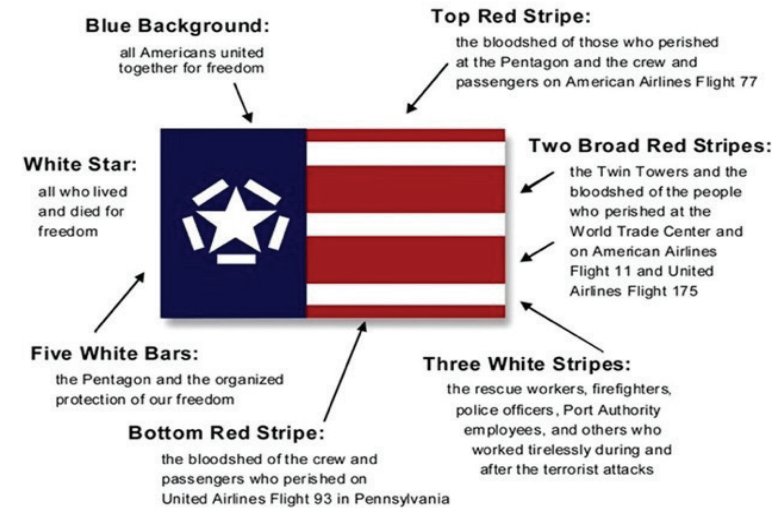 Blue Background:
all Americans united
together for freedom
Top Red Stripe:
the bloodshed of those who perished
at the Pentagon and the crew and
passengers on American Airlines Flight 77
White Star:
all who lived
and died for
freedom
Two Broad Red Stripes:
the Twin Towers and the
bloodshed of the people
who perished at the
World Trade Center and
on American Airlines
Flight 11 and United
Airlines Flight 175
Five White Bars:
the Pentagon and the organized
protection of our freedom
Three White Stripes:
the rescue workers, firefighters,
police officers, Port Authority
employees, and others who
worked tirelessly during and
after the terrorist attacks
Bottom Red Stripe:
the bloodshed of the crew and
passengers who perished on
United Airlines Flight 93 in Pennsylvania